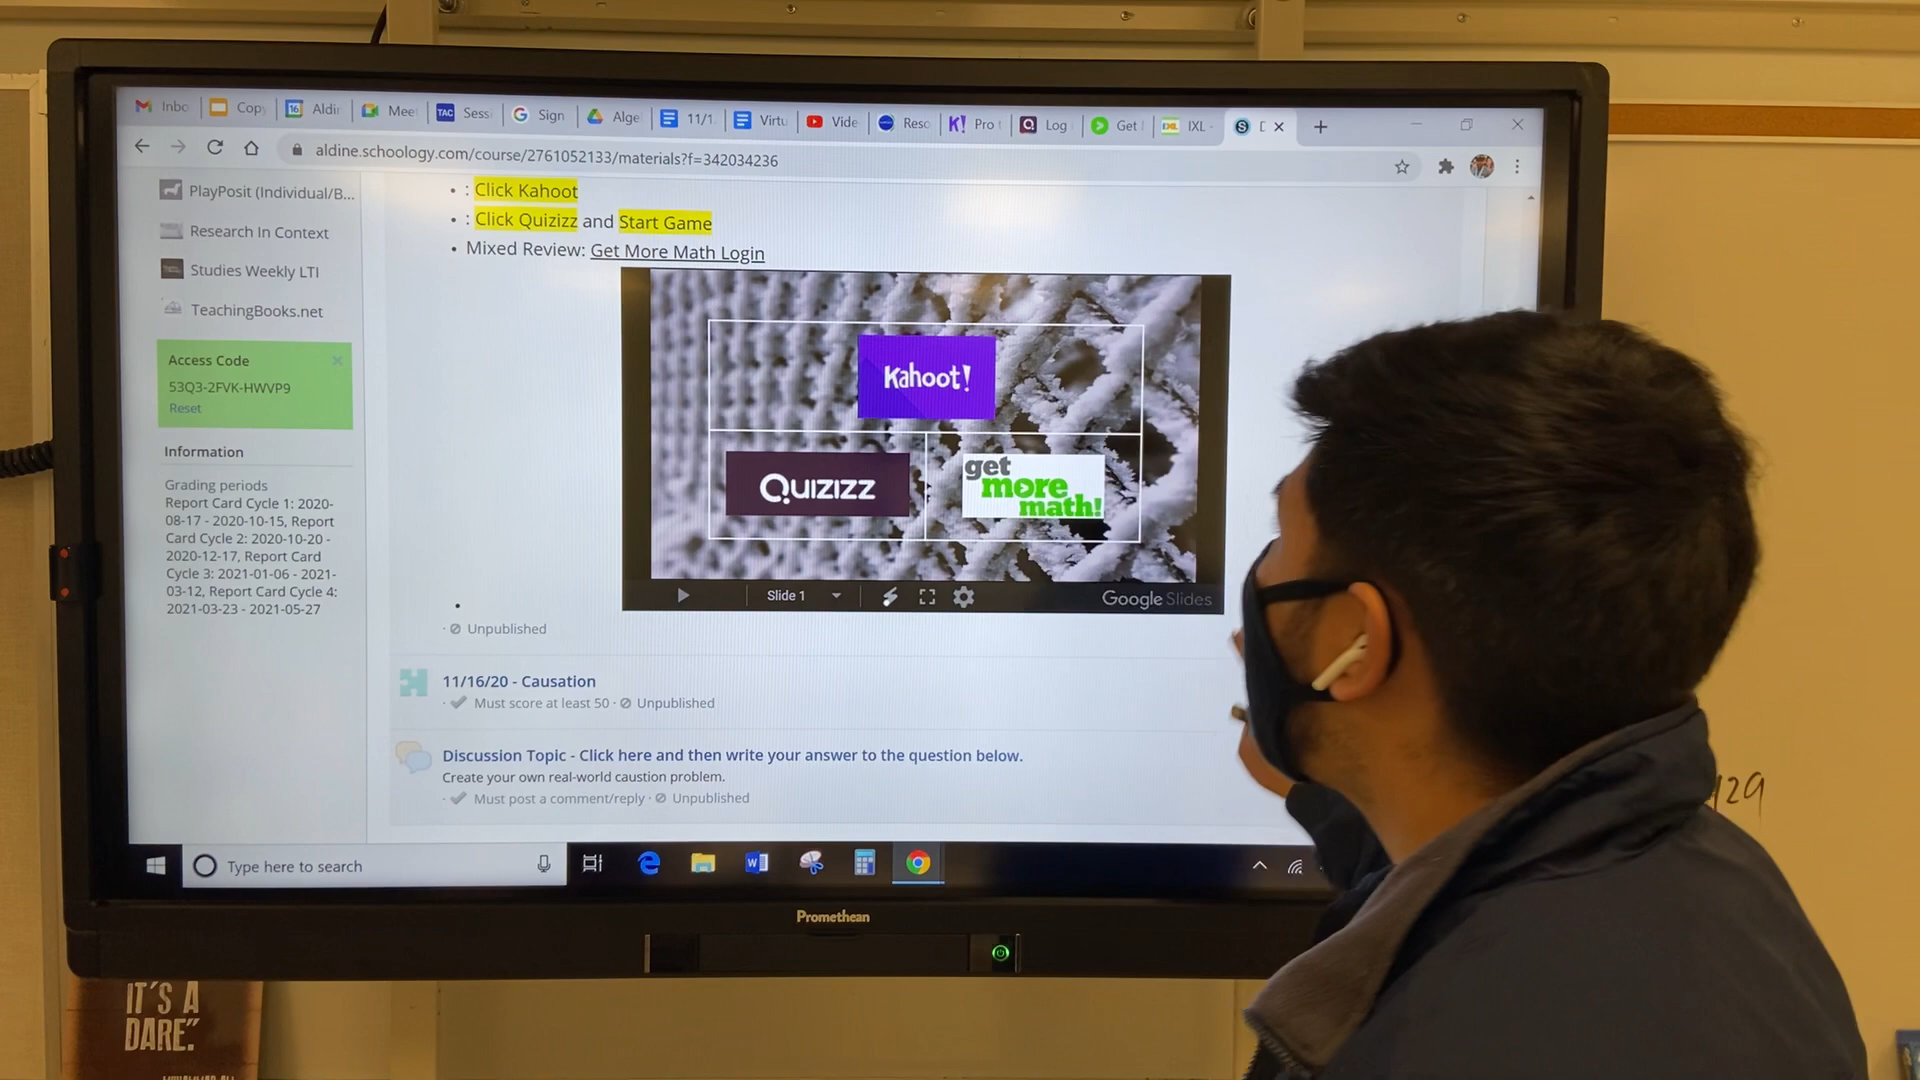 Inbo
Copy
Aldin
Meet
TAC
Sess
Sign
Alge
11/1
Virtu
Vide
Reso
K!
Pro t
Log
Get
IXL -
aldine.schoology.com/course/2761052133/materials?f=342034236
PlayPosit (Individual/B...
Research In Context
Studies Weekly LTI
TeachingBooks.net
Access Code
53Q3-2FVK-HWVP9
Reset
Information
Grading periods
Report Card Cycle 1: 2020-
08-17 - 2020-10-15, Report
Card Cycle 2: 2020-10-20 -
2020-12-17, Report Card
Cycle 3: 2021-01-06 - 2021-
03-12, Report Card Cycle 4:
2021-03-23 - 2021-05-27
: Click Kahoot
: Click Quizizz and Start Game
Mixed Review: Get More Math Login
Kahoot!
Quizizz
get
more
math!
Slide 1
Google Slides
Unpublished
11/16/20 - Causation
Must score at least 50 · Unpublished
Discussion Topic - Click here and then write your answer to the question below.
Create your own real-world caustion problem.
Must post a comment/reply · Unpublished
Type here to search
Promethean
129
IT'S A
DARE."